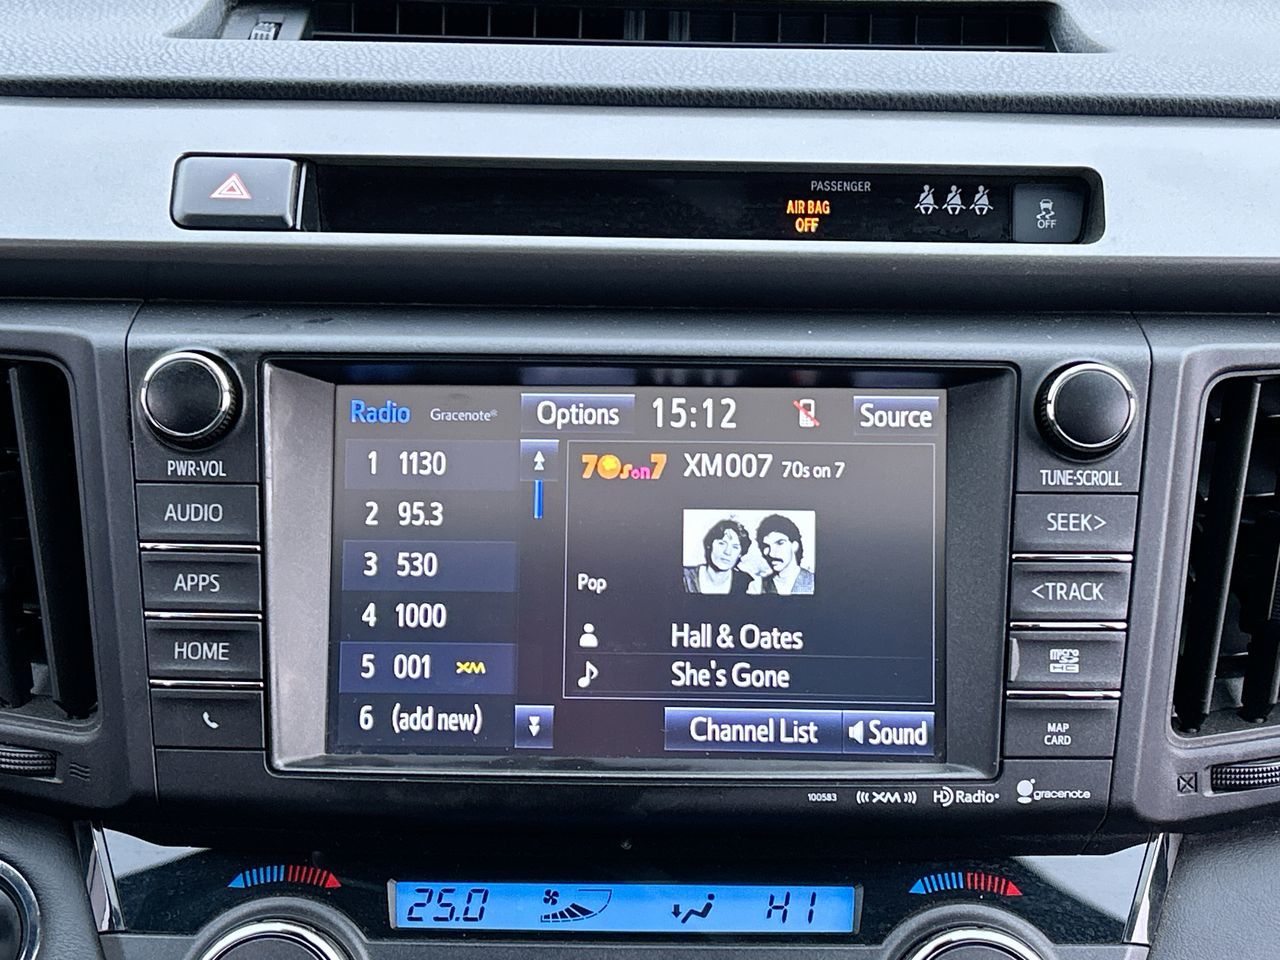 PASSENGER
AIR BAG
OFF
OFF
Radio Gracenote® Options 15:12 Source
PWR·VOL
TUNE·SCROLL
1 1130
70s on 7 XM007 70s on 7
AUDIO
2 95.3
SEEK>
3 530
APPS
Pop
<TRACK
4 1000
Hall & Oates
HOME
5 001 XM
She's Gone
micro SD HC
6 (add new)
Channel List Sound
MAP
CARD
100583 ((( XM ))) HD Radio® gracenote
25.0 HI